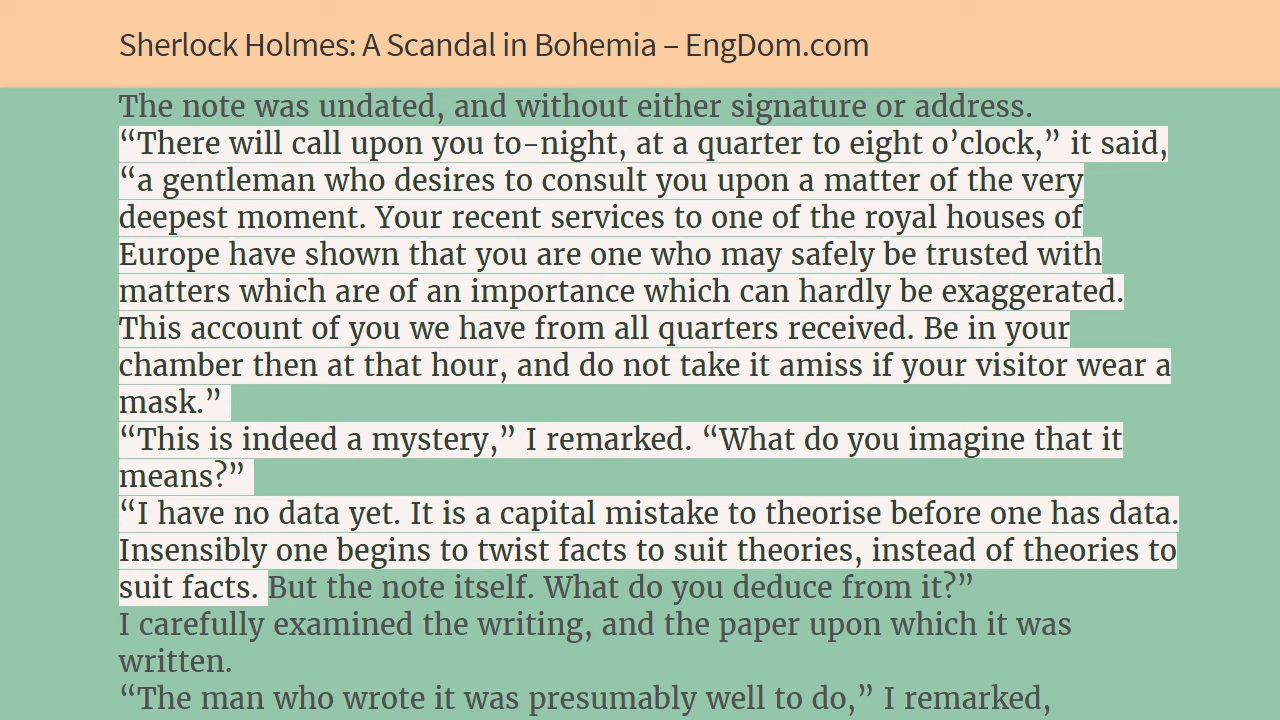 Sherlock Holmes: A Scandal in Bohemia – EngDom.com
The note was undated, and without either signature or address.
“There will call upon you to-night, at a quarter to eight o’clock,” it said,
“a gentleman who desires to consult you upon a matter of the very
deepest moment. Your recent services to one of the royal houses of
Europe have shown that you are one who may safely be trusted with
matters which are of an importance which can hardly be exaggerated.
This account of you we have from all quarters received. Be in your
chamber then at that hour, and do not take it amiss if your visitor wear a
mask.”
“This is indeed a mystery,” I remarked. “What do you imagine that it
means?”
“I have no data yet. It is a capital mistake to theorise before one has data.
Insensibly one begins to twist facts to suit theories, instead of theories to
suit facts. But the note itself. What do you deduce from it?”
I carefully examined the writing, and the paper upon which it was
written.
“The man who wrote it was presumably well to do,” I remarked,